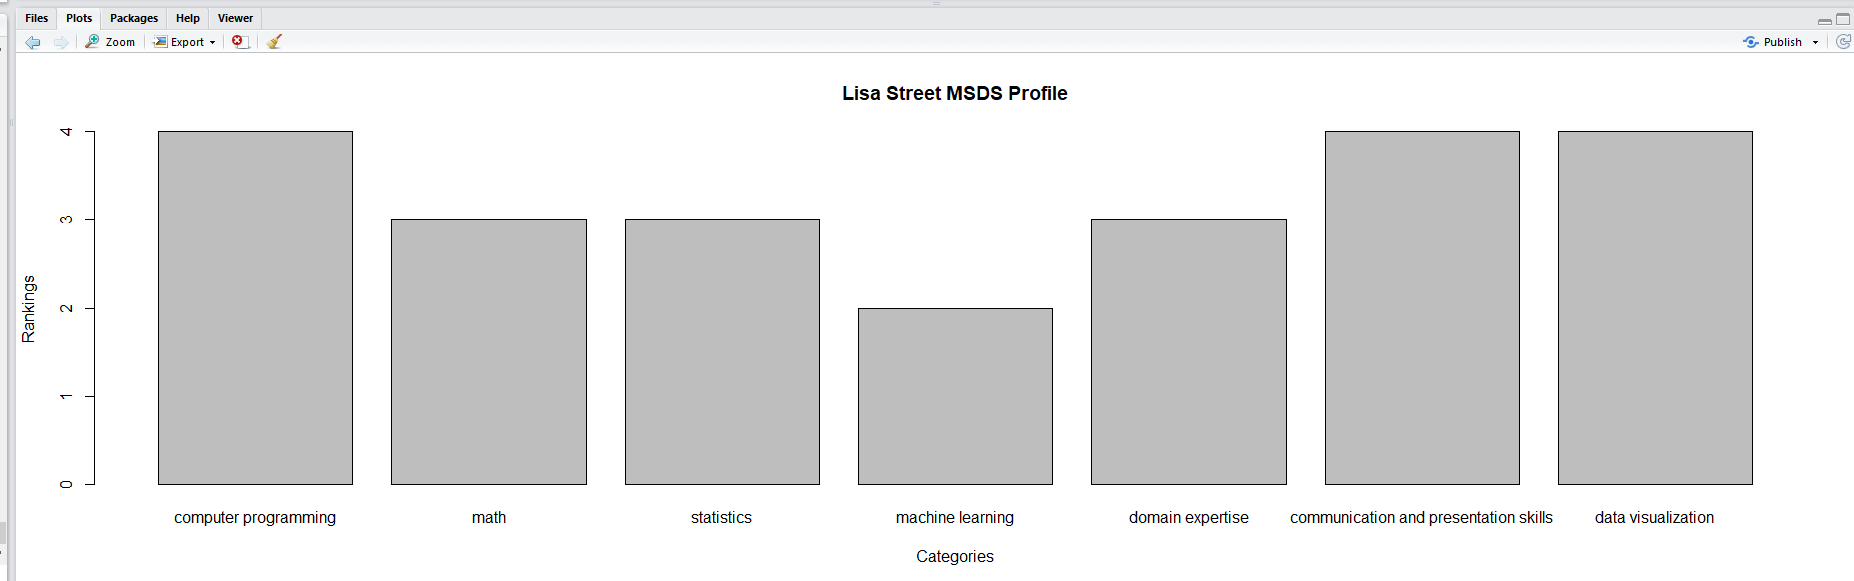 Files Plots Packages Help Viewer
Zoom Export Publish
Lisa Street MSDS Profile
4
3
2
1
0
Rankings
computer programming math statistics machine learning domain expertise communication and presentation skills data visualization
Categories